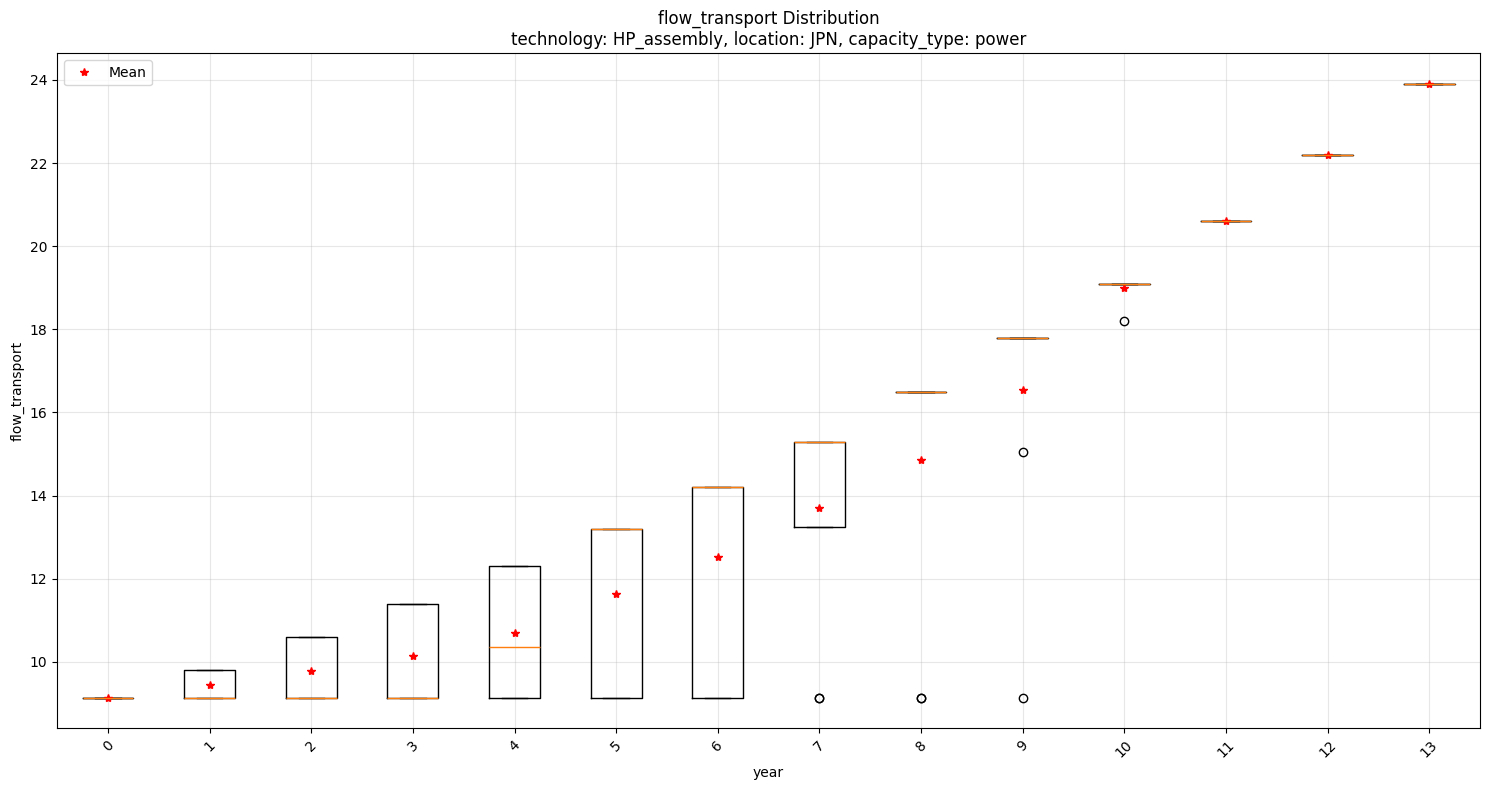 flow_transport Distribution
technology: HP_assembly, location: JPN, capacity_type: power
Mean
24
22
20
18
16
14
12
10
flow_transport
0 1 2 3 4 5 6 7 8 9 10 11 12 13
year